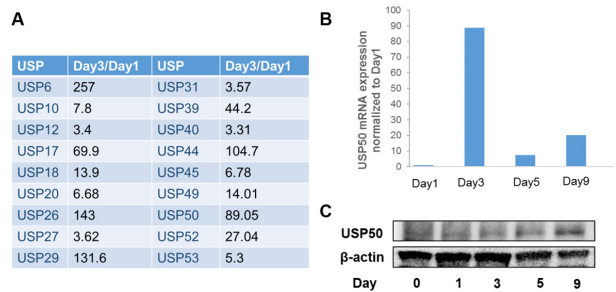 A
USP Day3/Day1 USP Day3/Day1
USP6 257 USP31 3.57
USP10 7.8 USP39 44.2
USP12 3.4 USP40 3.31
USP17 69.9 USP44 104.7
USP18 13.9 USP45 6.78
USP20 6.68 USP49 14.01
USP26 143 USP50 89.05
USP27 3.62 USP52 27.04
USP29 131.6 USP53 5.3
B
USP50 mRNA expression
normalized to Day1
100
90
80
70
60
50
40
30
20
10
0
Day1 Day3 Day5 Day9
C
USP50
β-actin
Day 0 1 3 5 9